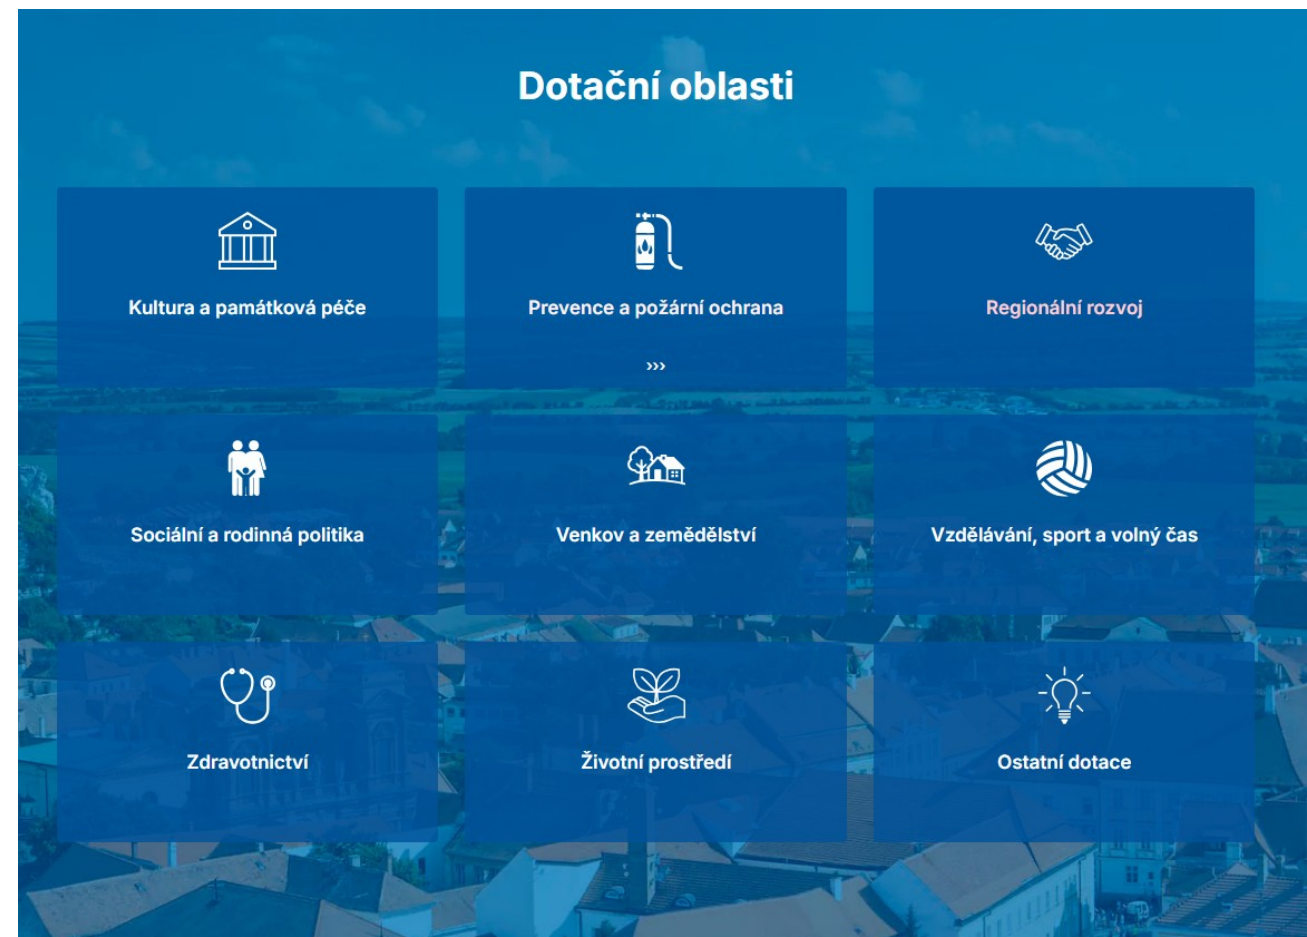 Dotační oblasti
Kultura a památková péče
Prevence a požární ochrana
Regionální rozvoj
›››
Sociální a rodinná politika
Venkov a zemědělství
Vzdělávání, sport a volný čas
Zdravotnictví
Životní prostředí
Ostatní dotace